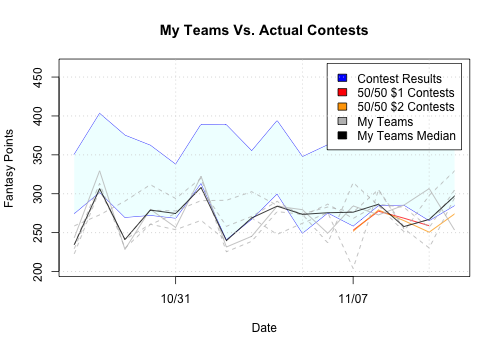 My Teams Vs. Actual Contests
Fantasy Points
450
400
350
300
250
200
Contest Results
50/50 $1 Contests
50/50 $2 Contests
My Teams
My Teams Median
10/31
11/07
Date